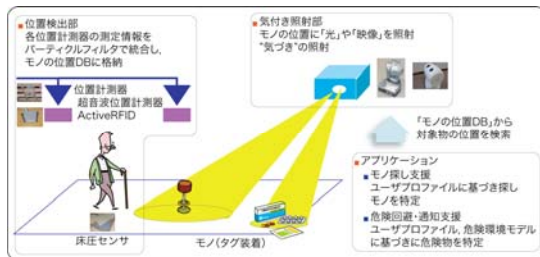 位置検出部
各位置計測器の測定情報を
パーティクルフィルタで統合し,
モノの位置DBに格納
位置計測器
超音波位置計測器
ActiveRFID
床圧センサ
モノ(タグ装着)
気付き照射部
モノの位置に「光」や「映像」を照射
“気づき”の照射
「モノの位置DB」から
対象物の位置を検索
アプリケーション
モノ探し支援
ユーザプロファイルに基づき探し
モノを特定
危険回避・通知支援
ユーザプロファイル, 危険環境モデル
に基づきに危険物を特定